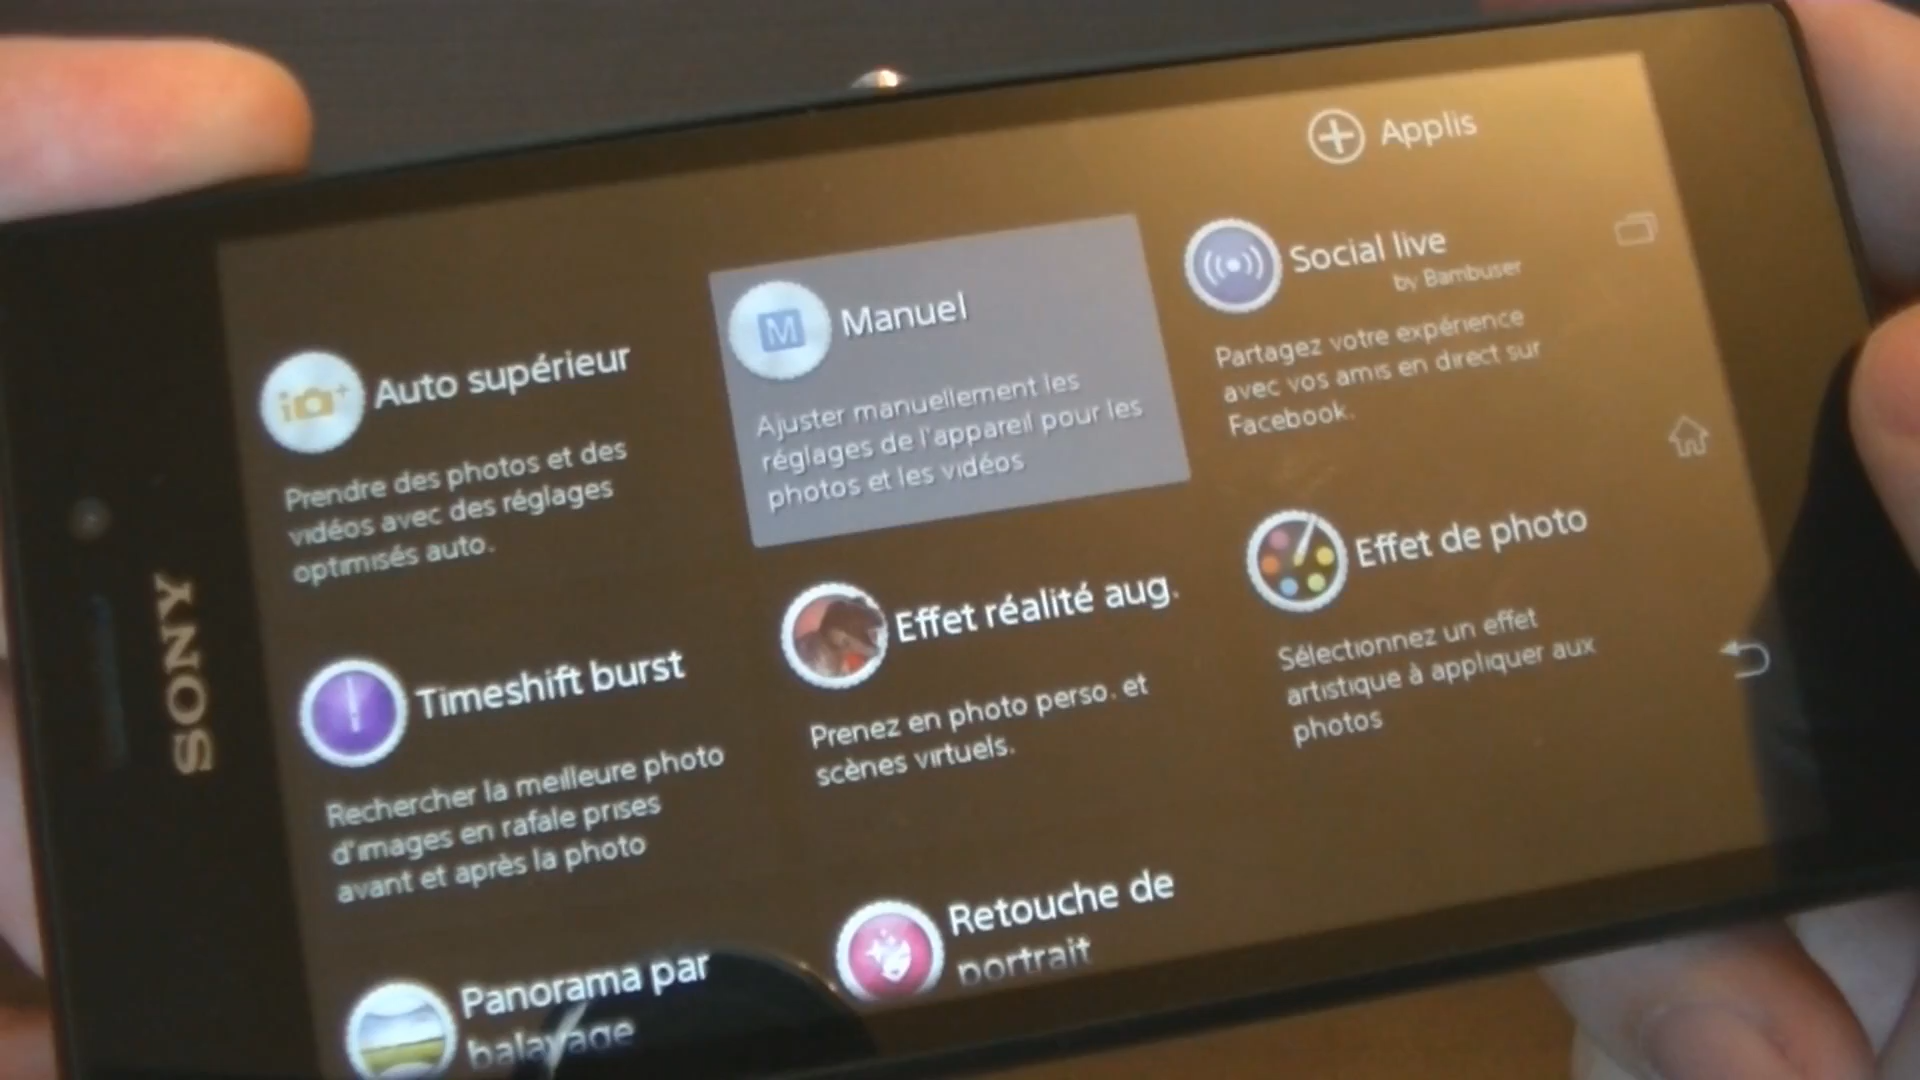 SONY
Applis
Auto supérieur
Prendre des photos et des
vidéos avec des réglages
optimisés auto.
M
Manuel
Ajuster manuellement les
réglages de l'appareil pour les
photos et les vidéos
Social live
by Bambuser
Partagez votre expérience
avec vos amis en direct sur
Facebook.
Timeshift burst
Rechercher la meilleure photo
d'images en rafale prises
avant et après la photo
Effet réalité aug.
Prenez en photo perso. et
scènes virtuels.
Effet de photo
Sélectionnez un effet
artistique à appliquer aux
photos
Panorama par
balayage
Retouche de
portrait